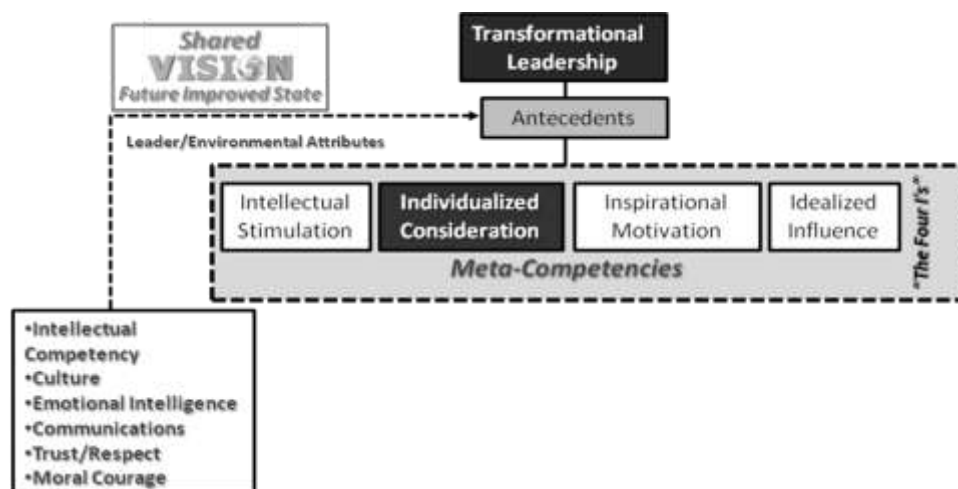 Shared
VISION
Future Improved State
Transformational
Leadership
Antecedents
Leader/Environmental Attributes
Intellectual
Stimulation
Individualized
Consideration
Inspirational
Motivation
Idealized
Influence
"The Four I's"
Meta-Competencies
•Intellectual
Competency
•Culture
•Emotional Intelligence
•Communications
•Trust/Respect
•Moral Courage